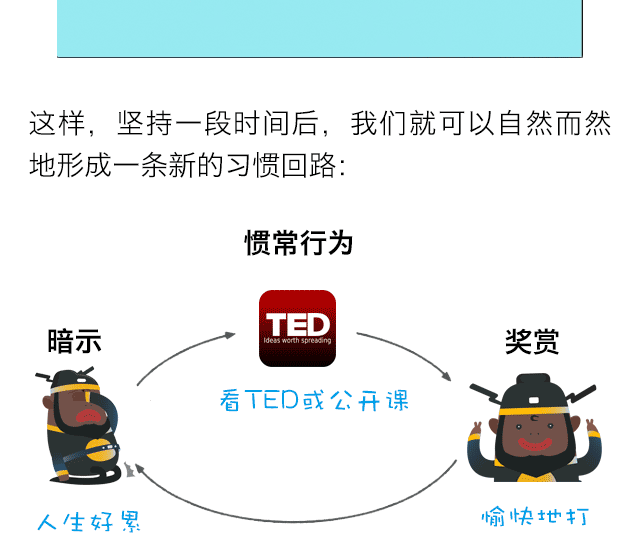 这样，坚持一段时间后，我们就可以自然而然
地形成一条新的习惯回路：
惯常行为
TED
Ideas worth spreading
暗示
奖赏
看TED或公开课
人生好累
愉快地打